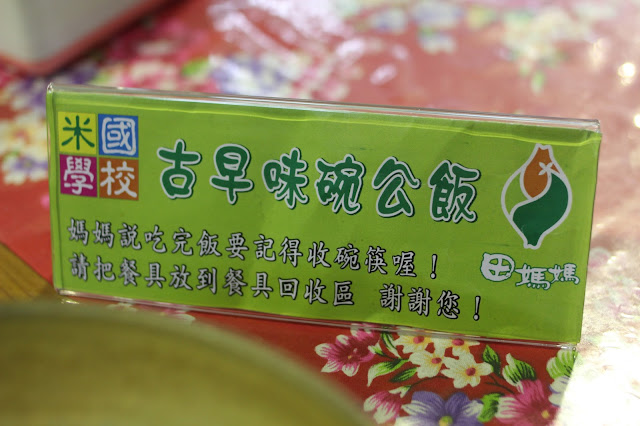 米國學校
古早味碗公飯
媽媽說吃完飯要記得收碗筷喔！
請把餐具放到餐具回收區 謝謝您！
田媽媽